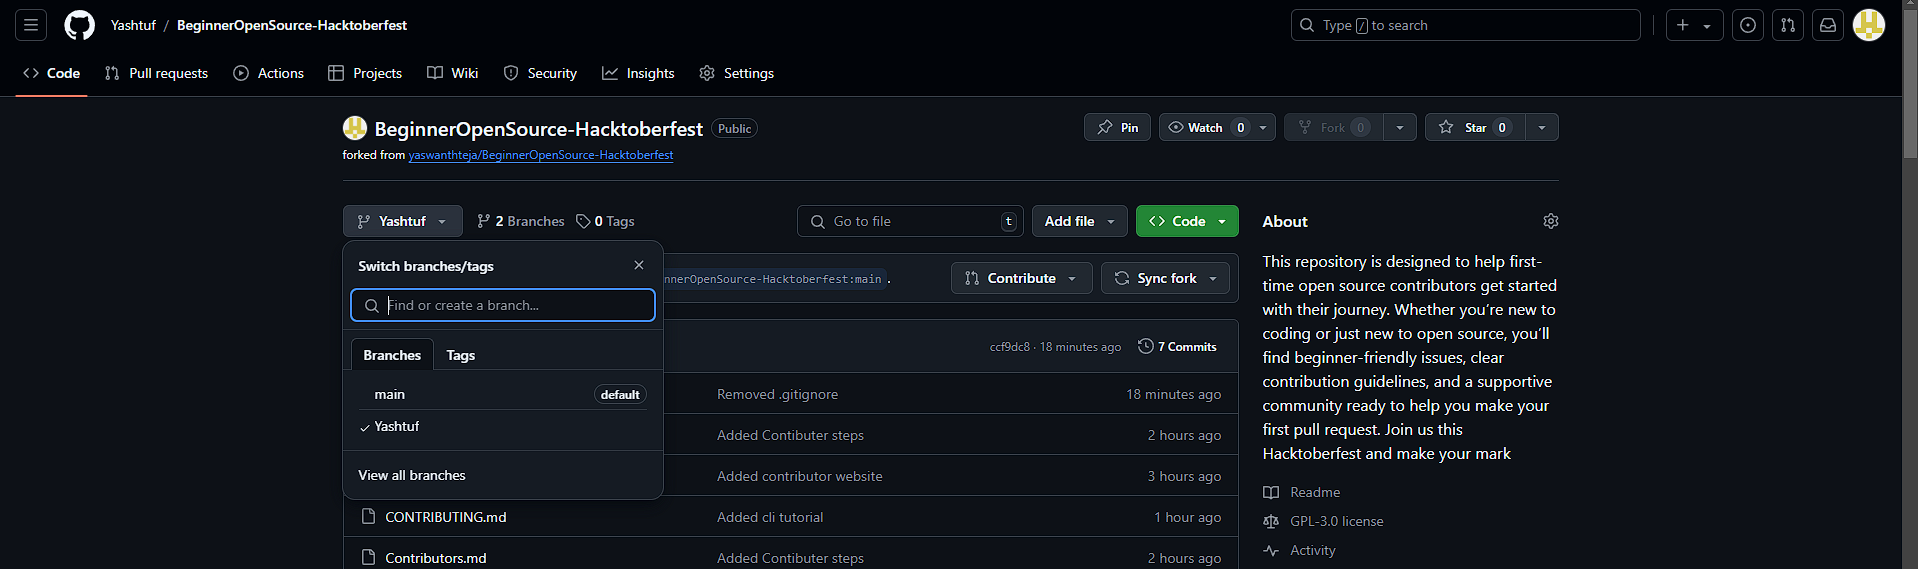 Yashtuf / BeginnerOpenSource-Hacktoberfest
Type / to search
Code Pull requests Actions Projects Wiki Security Insights Settings
BeginnerOpenSource-Hacktoberfest Public
Pin Watch 0 Fork 0 Star 0
forked from yaswanthteja/BeginnerOpenSource-Hacktoberfest
Yashtuf 2 Branches 0 Tags Go to file t Add file Code
Switch branches/tags
Find or create a branch...
Branches Tags
main default
Yashtuf
View all branches
nnerOpenSource-Hacktoberfest:main . Contribute Sync fork
ccf9dc8 · 18 minutes ago 7 Commits
Removed .gitignore 18 minutes ago
Added Contibuter steps 2 hours ago
Added contributor website 3 hours ago
CONTRIBUTING.md Added cli tutorial 1 hour ago
Contributors.md Added Contibuter steps 2 hours ago
About
This repository is designed to help first-
time open source contributors get started
with their journey. Whether you’re new to
coding or just new to open source, you’ll
find beginner-friendly issues, clear
contribution guidelines, and a supportive
community ready to help you make your
first pull request. Join us this
Hacktoberfest and make your mark
Readme
GPL-3.0 license
Activity